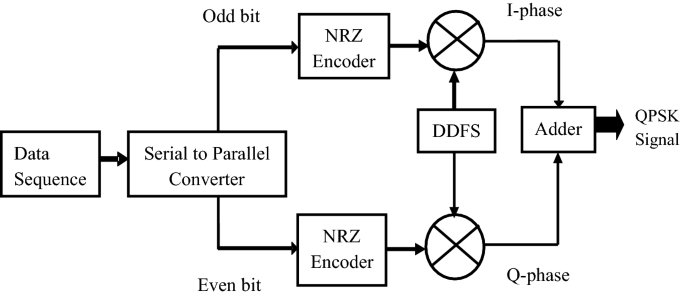 Odd bit
NRZ
Encoder
I-phase
Data
Sequence
Serial to Parallel
Converter
DDFS
Adder
QPSK
Signal
NRZ
Encoder
Even bit
Q-phase